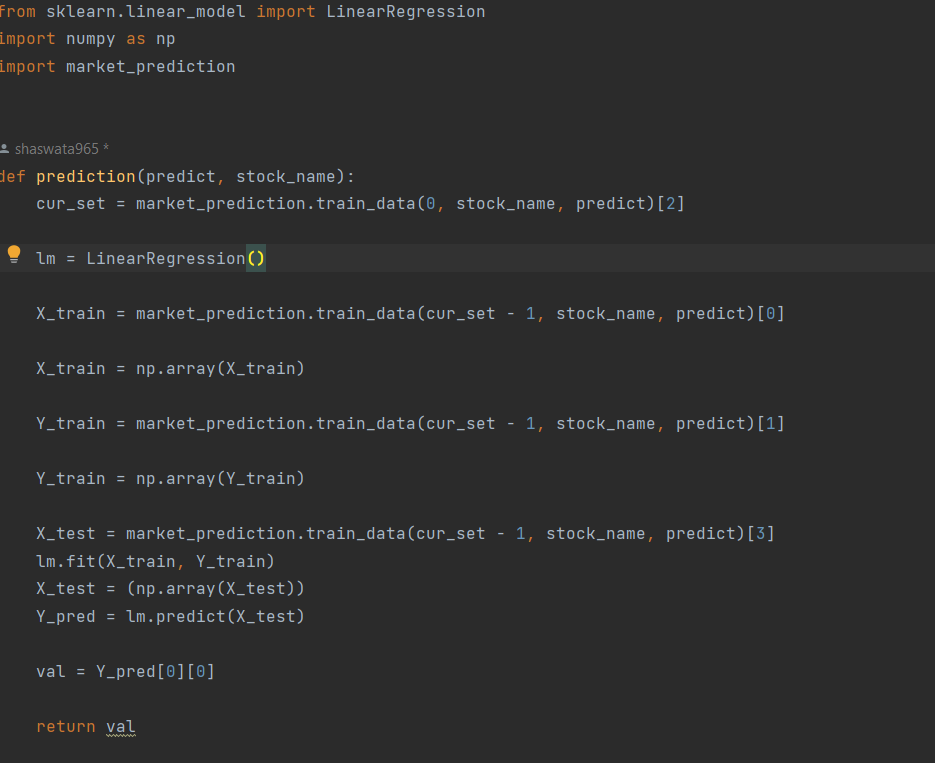 from sklearn.linear_model import LinearRegression
import numpy as np
import market_prediction
shaswata965 *
def prediction(predict, stock_name):
cur_set = market_prediction.train_data(0, stock_name, predict)[2]
lm = LinearRegression()
X_train = market_prediction.train_data(cur_set - 1, stock_name, predict)[0]
X_train = np.array(X_train)
Y_train = market_prediction.train_data(cur_set - 1, stock_name, predict)[1]
Y_train = np.array(Y_train)
X_test = market_prediction.train_data(cur_set - 1, stock_name, predict)[3]
lm.fit(X_train, Y_train)
X_test = (np.array(X_test))
Y_pred = lm.predict(X_test)
val = Y_pred[0][0]
return val